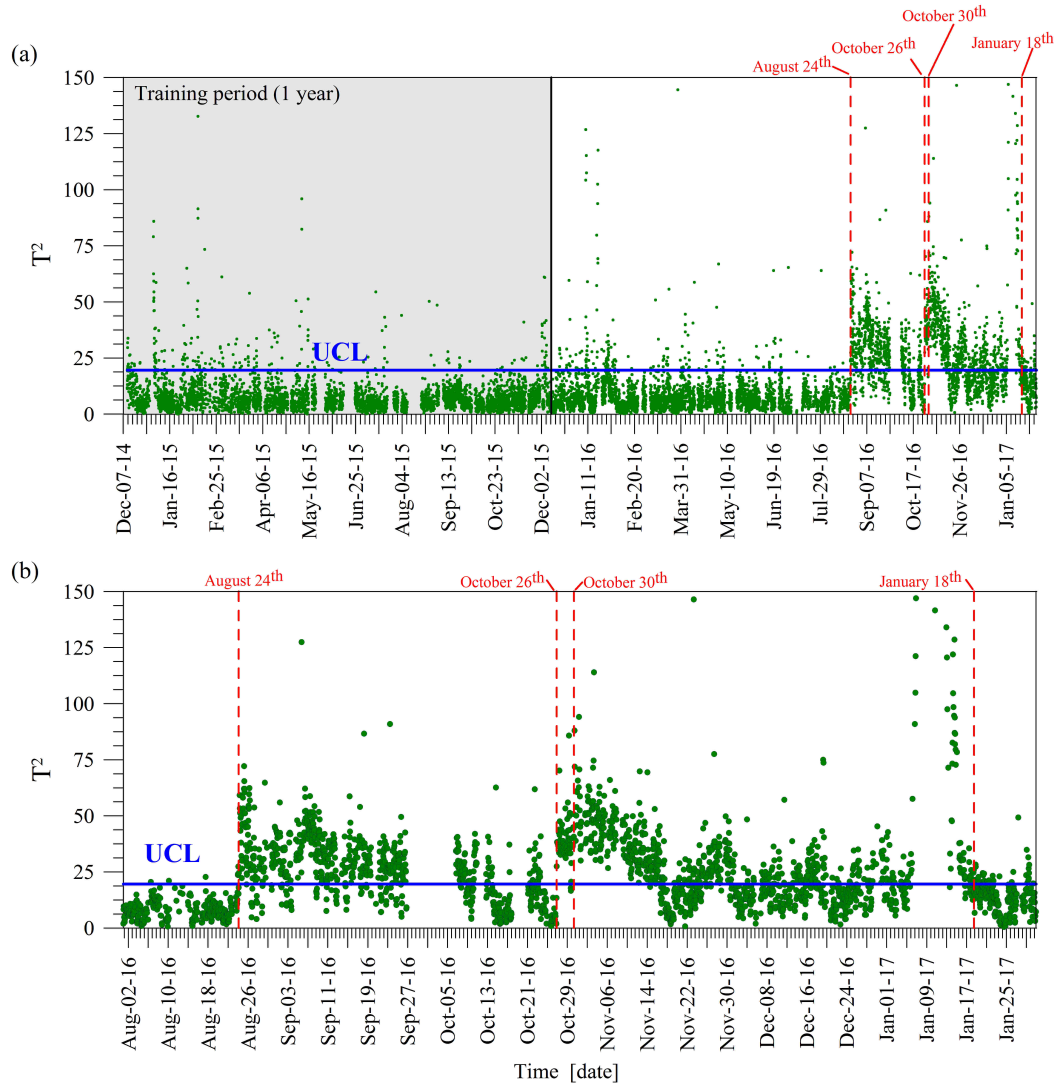 October 30th
(a)
October 26th
January 18th
August 24th
150
Training period (1 year)
125
100
T2
75
50
UCL
25
0
Dec-07-14 Jan-16-15 Feb-25-15 Apr-06-15 May-16-15 Jun-25-15 Aug-04-15 Sep-13-15 Oct-23-15 Dec-02-15 Jan-11-16 Feb-20-16 Mar-31-16 May-10-16 Jun-19-16 Jul-29-16 Sep-07-16 Oct-17-16 Nov-26-16 Jan-05-17
(b)
August 24th October 26th October 30th January 18th
150
125
100
T2
75
50
UCL
25
0
Aug-02-16 Aug-10-16 Aug-18-16 Aug-26-16 Sep-03-16 Sep-11-16 Sep-19-16 Sep-27-16 Oct-05-16 Oct-13-16 Oct-21-16 Oct-29-16 Nov-06-16 Nov-14-16 Nov-22-16 Nov-30-16 Dec-08-16 Dec-16-16 Dec-24-16 Jan-01-17 Jan-09-17 Jan-17-17 Jan-25-17
Time [date]